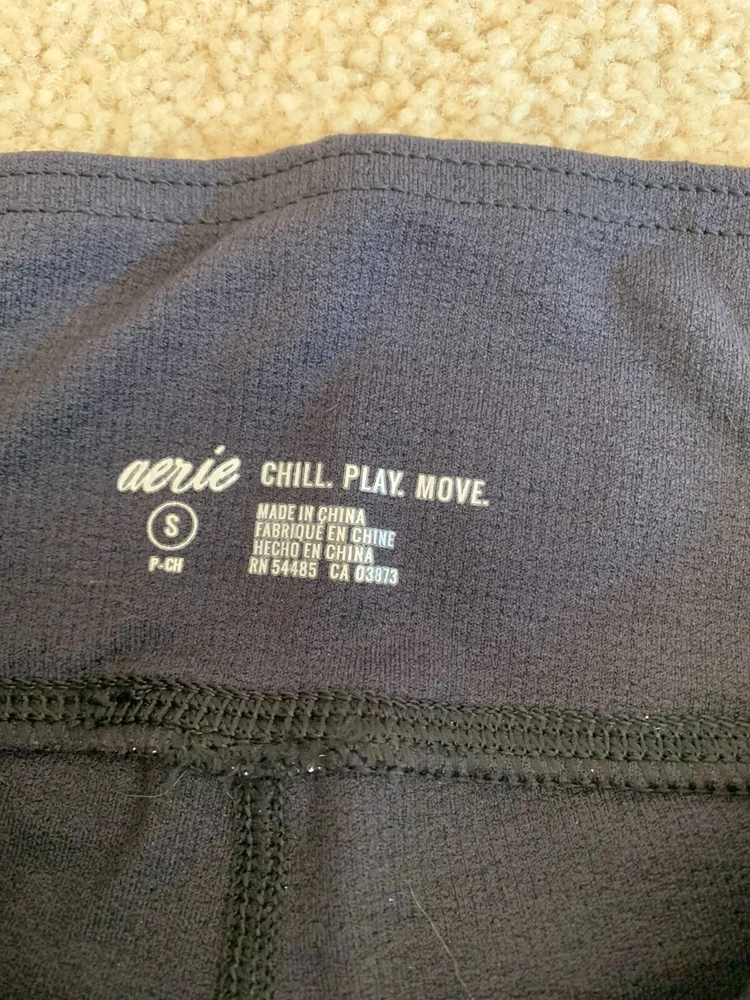 aerie CHILL. PLAY. MOVE.
S
P-CH
MADE IN CHINA
FABRIQUÉ EN CHINE
HECHO EN CHINA
RN 54485 CA 03873